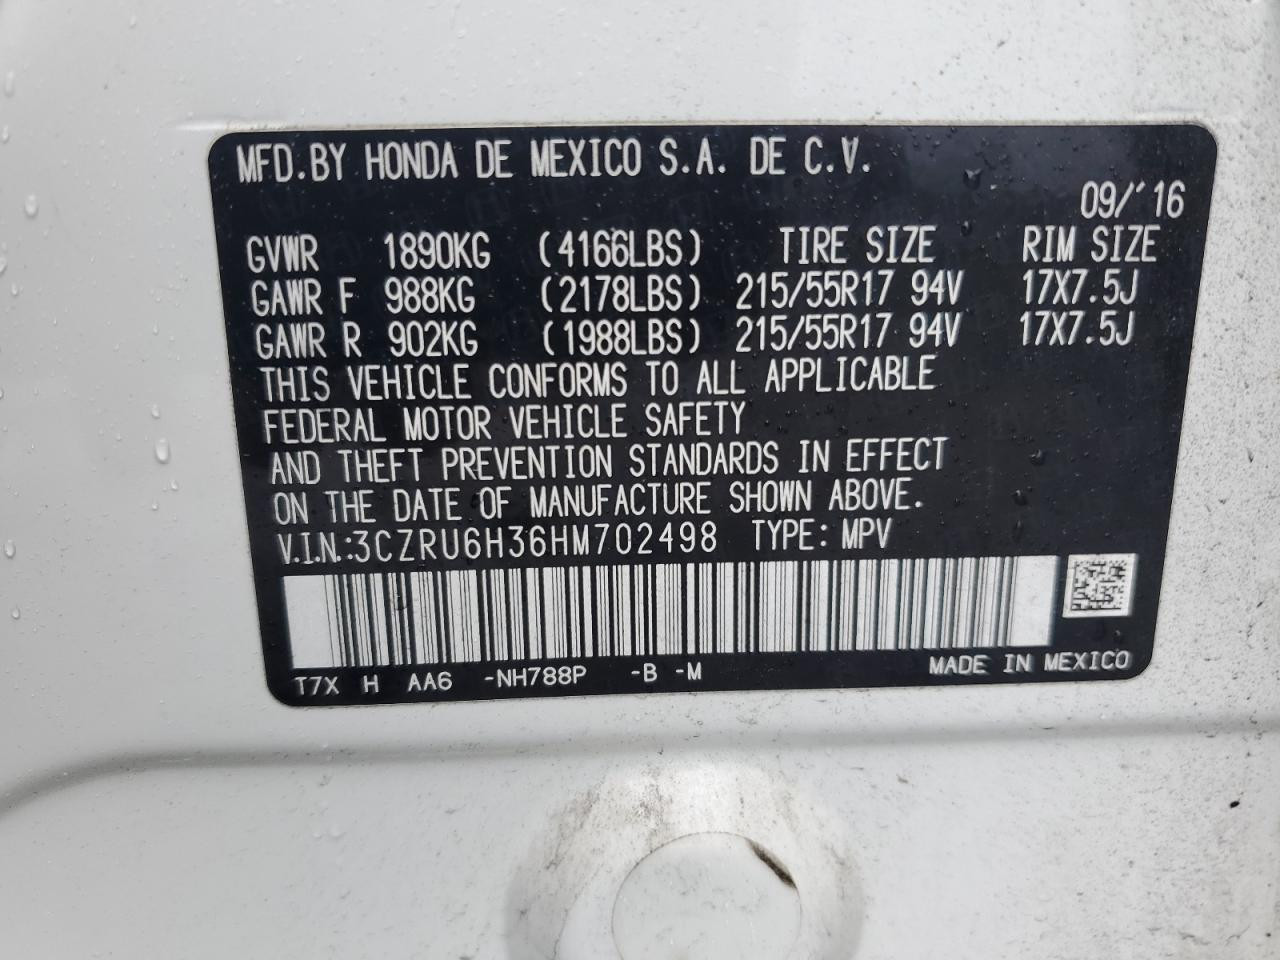 MFD.BY HONDA DE MEXICO S.A. DE C.V.
09/'16
GVWR 1890KG (4166LBS) TIRE SIZE RIM SIZE
GAWR F 988KG (2178LBS) 215/55R17 94V 17X7.5J
GAWR R 902KG (1988LBS) 215/55R17 94V 17X7.5J
THIS VEHICLE CONFORMS TO ALL APPLICABLE
FEDERAL MOTOR VEHICLE SAFETY
AND THEFT PREVENTION STANDARDS IN EFFECT
ON THE DATE OF MANUFACTURE SHOWN ABOVE.
V.I.N.:3CZRU6H36HM702498 TYPE: MPV
T7X H AA6 -NH788P -B -M MADE IN MEXICO